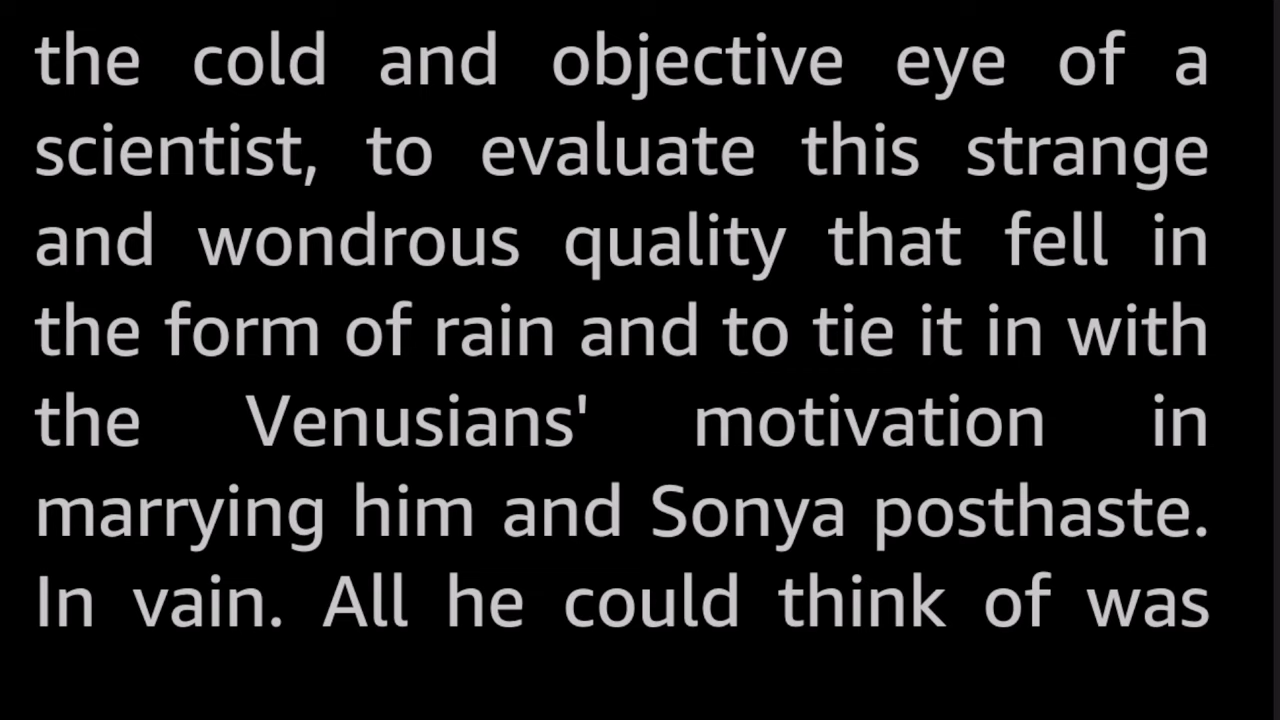 the cold and objective eye of a
scientist, to evaluate this strange
and wondrous quality that fell in
the form of rain and to tie it in with
the Venusians' motivation in
marrying him and Sonya posthaste.
In vain. All he could think of was